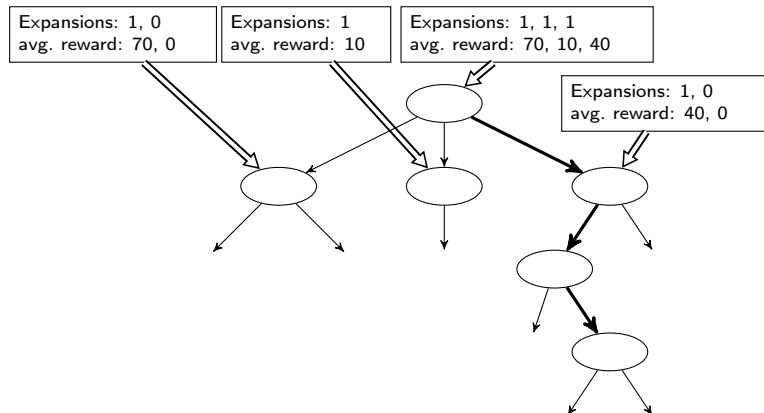 Expansions: 1, 0
avg. reward: 70, 0
Expansions: 1
avg. reward: 10
Expansions: 1, 1, 1
avg. reward: 70, 10, 40
Expansions: 1, 0
avg. reward: 40, 0